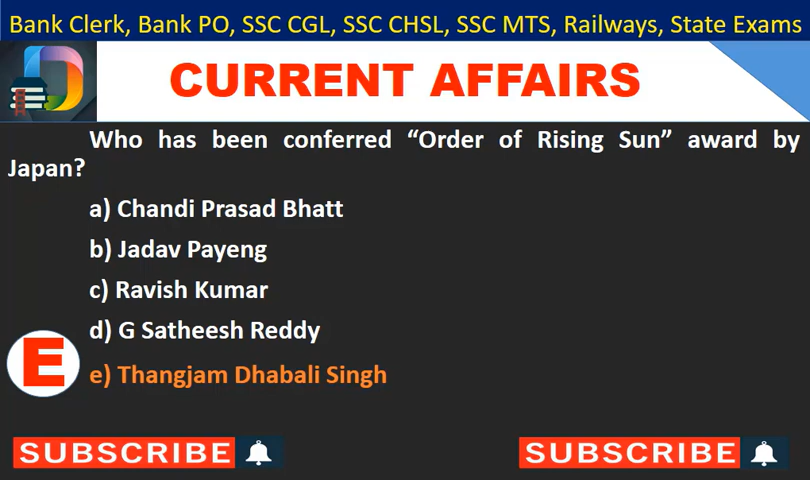 Bank Clerk, Bank PO, SSC CGL, SSC CHSL, SSC MTS, Railways, State Exams
CURRENT AFFAIRS
Who has been conferred “Order of Rising Sun” award by
Japan?
a) Chandi Prasad Bhatt
b) Jadav Payeng
c) Ravish Kumar
d) G Satheesh Reddy
E
e) Thangjam Dhabali Singh
SUBSCRIBE
SUBSCRIBE